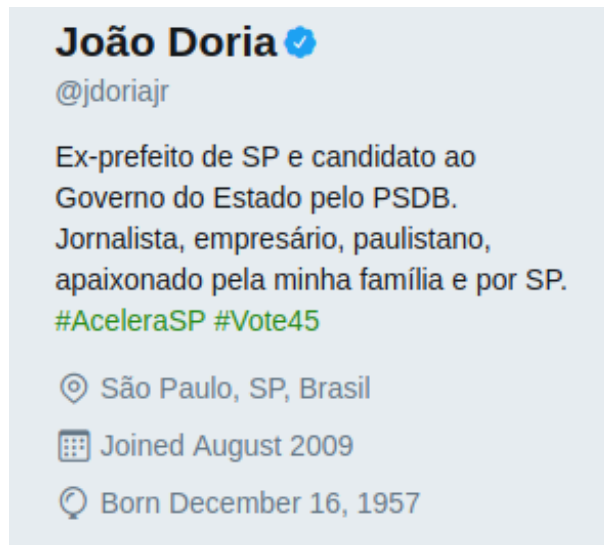 João Doria
@jdoriajr
Ex-prefeito de SP e candidato ao
Governo do Estado pelo PSDB.
Jornalista, empresário, paulistano,
apaixonado pela minha família e por SP.
#AceleraSP #Vote45
São Paulo, SP, Brasil
Joined August 2009
Born December 16, 1957